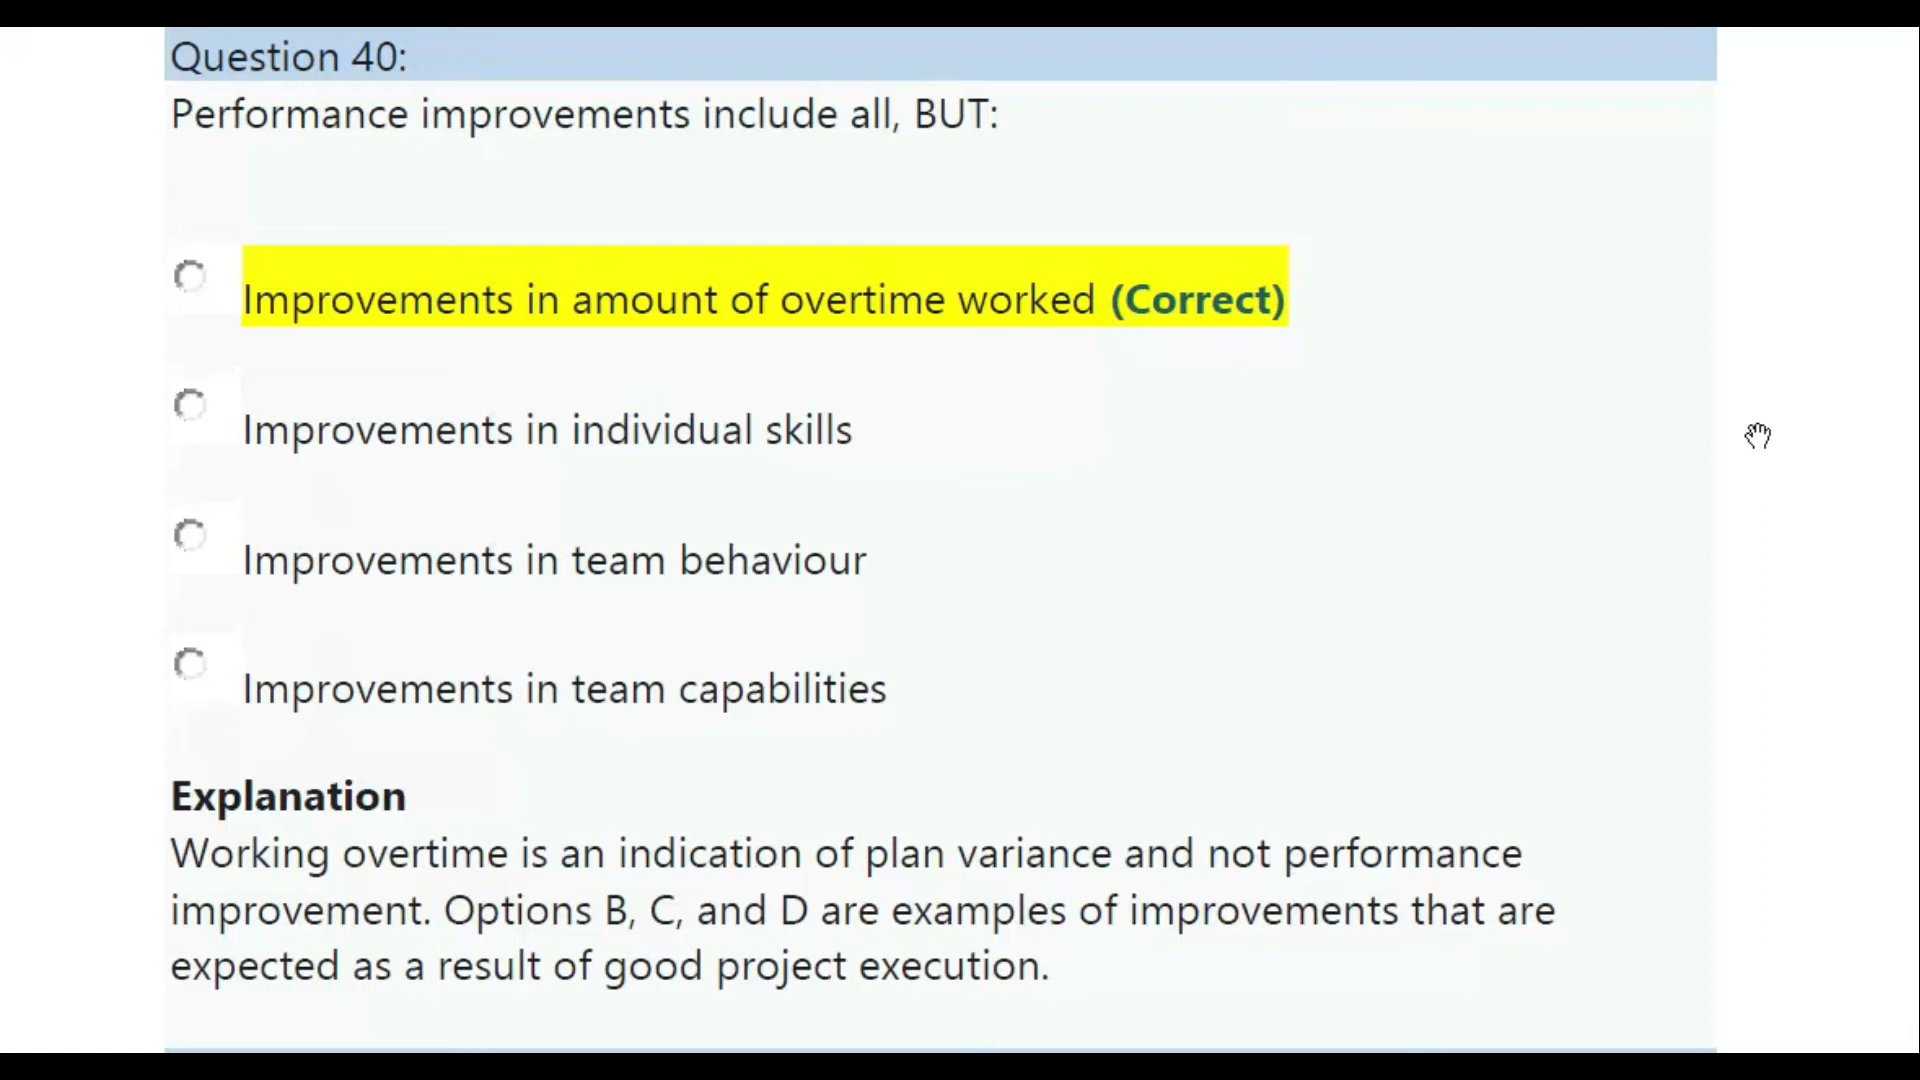 Question 40:
Performance improvements include all, BUT:
Improvements in amount of overtime worked (Correct)
Improvements in individual skills
Improvements in team behaviour
Improvements in team capabilities
Explanation
Working overtime is an indication of plan variance and not performance
improvement. Options B, C, and D are examples of improvements that are
expected as a result of good project execution.